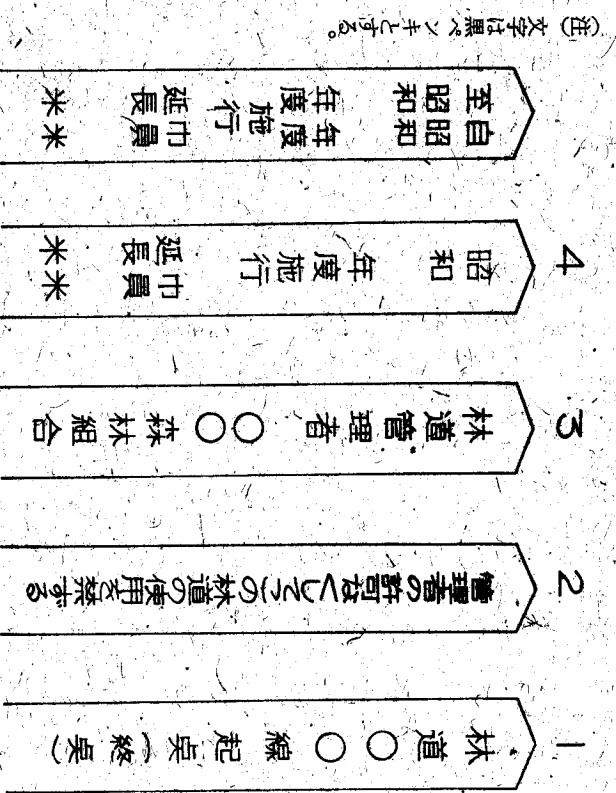 1
林道○○線起奌(終奌)
2
管理者の許可なくしてこの林道の使用を禁ずる
3
林道管理者 ○○森林組合
4
昭和 年度施行 巾員 米
延長 米
自昭和 年度 施行 巾員 米
至昭和 年度 延長 米
(注) 文字は黒ペンキとする。